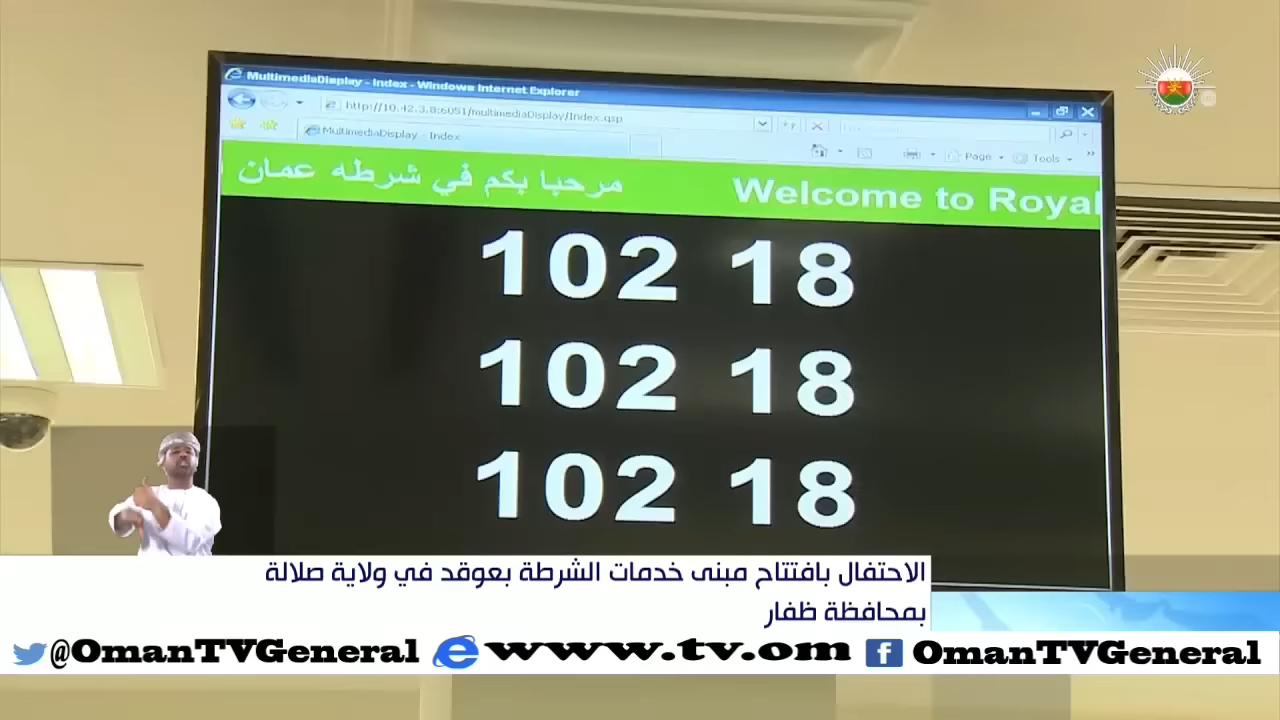 MultimediaDisplay - Index - Windows Internet Explorer
http://10.42.3.8:6051/multimediaDisplay/Index.qsp
MultimediaDisplay - Index
Page
Tools
مرحبا بكم في شرطه عمان
Welcome to Royal
102 18
102 18
102 18
الاحتفال بافتتاح مبنى خدمات الشرطة بعوقد في ولاية صلالة
بمحافظة ظفار
@OmanTVGeneral www.tv.om OmanTVGeneral